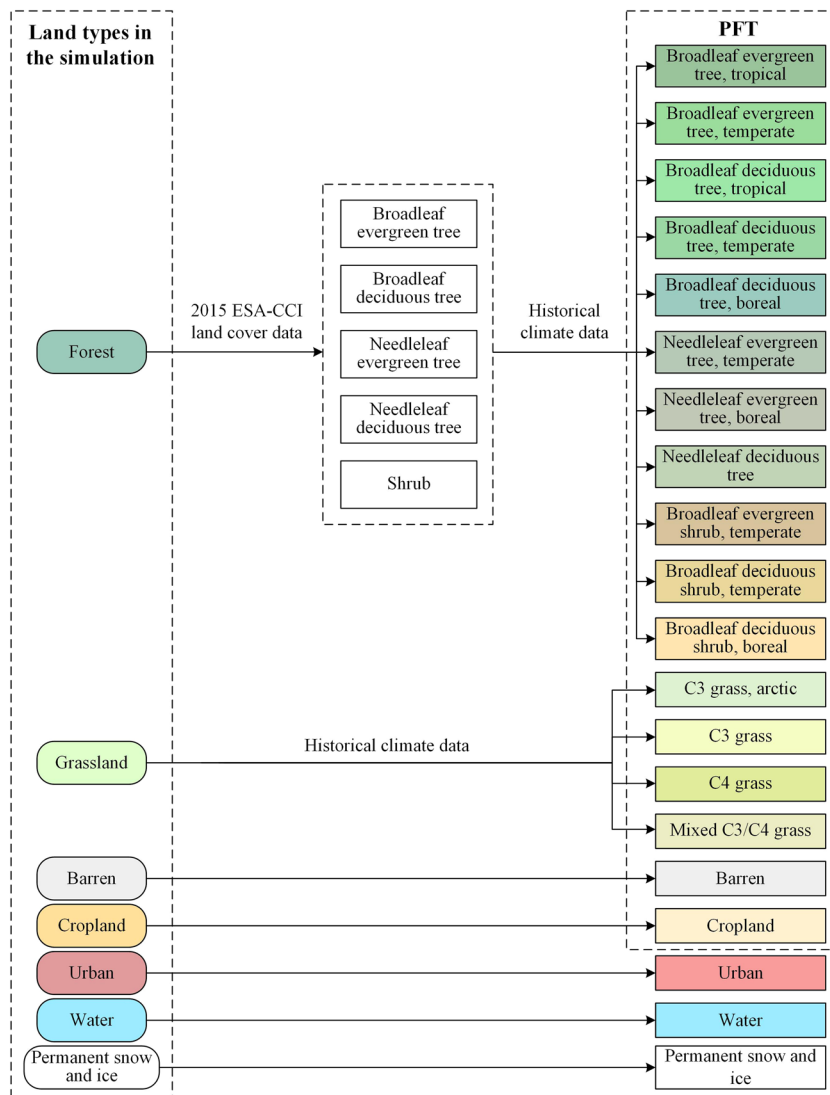 Land types in
the simulation
Forest
Grassland
Barren
Cropland
Urban
Water
Permanent snow
and ice
2015 ESA-CCI
land cover data
Broadleaf
evergreen tree
Broadleaf
deciduous tree
Needleleaf
evergreen tree
Needleleaf
deciduous tree
Shrub
Historical
climate data
Historical climate data
PFT
Broadleaf evergreen
tree, tropical
Broadleaf evergreen
tree, temperate
Broadleaf deciduous
tree, tropical
Broadleaf deciduous
tree, temperate
Broadleaf deciduous
tree, boreal
Needleleaf evergreen
tree, temperate
Needleleaf evergreen
tree, boreal
Needleleaf deciduous
tree
Broadleaf evergreen
shrub, temperate
Broadleaf deciduous
shrub, temperate
Broadleaf deciduous
shrub, boreal
C3 grass, arctic
C3 grass
C4 grass
Mixed C3/C4 grass
Barren
Cropland
Urban
Water
Permanent snow and
ice